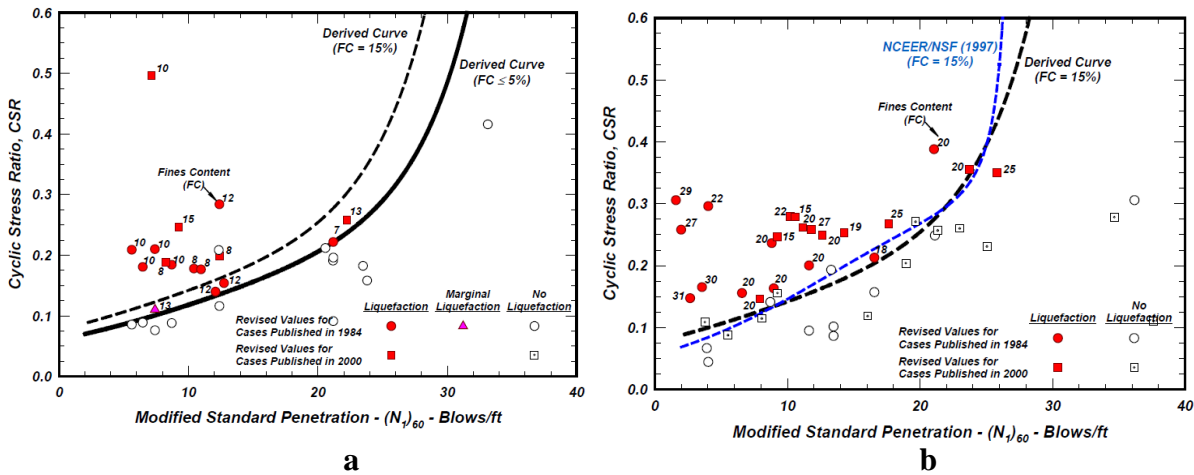 0.6
0.5
0.4
0.3
0.2
0.1
0.0
Cyclic Stress Ratio, CSR
0
10
20
30
40
Modified Standard Penetration - (N1)60 - Blows/ft
Derived Curve
(FC = 15%)
Derived Curve
(FC ≤ 5%)
Fines Content
(FC)
10
12
15
13
7
10
10
8
10
8
10
8
8
12
12
13
Liquefaction
Marginal
Liquefaction
No
Liquefaction
Revised Values for
Cases Published in 1984
Revised Values for
Cases Published in 2000
a
0.6
0.5
0.4
0.3
0.2
0.1
0.0
Cyclic Stress Ratio, CSR
0
10
20
30
40
Modified Standard Penetration - (N1)60 - Blows/ft
NCEER/NSF (1997)
(FC = 15%)
Derived Curve
(FC = 15%)
Fines Content
(FC)
20
20
25
29
22
22
15
27
25
27
20
19
20
15
20
18
20
30
20
20
31
20
Liquefaction
No
Liquefaction
Revised Values for
Cases Published in 1984
Revised Values for
Cases Published in 2000
b